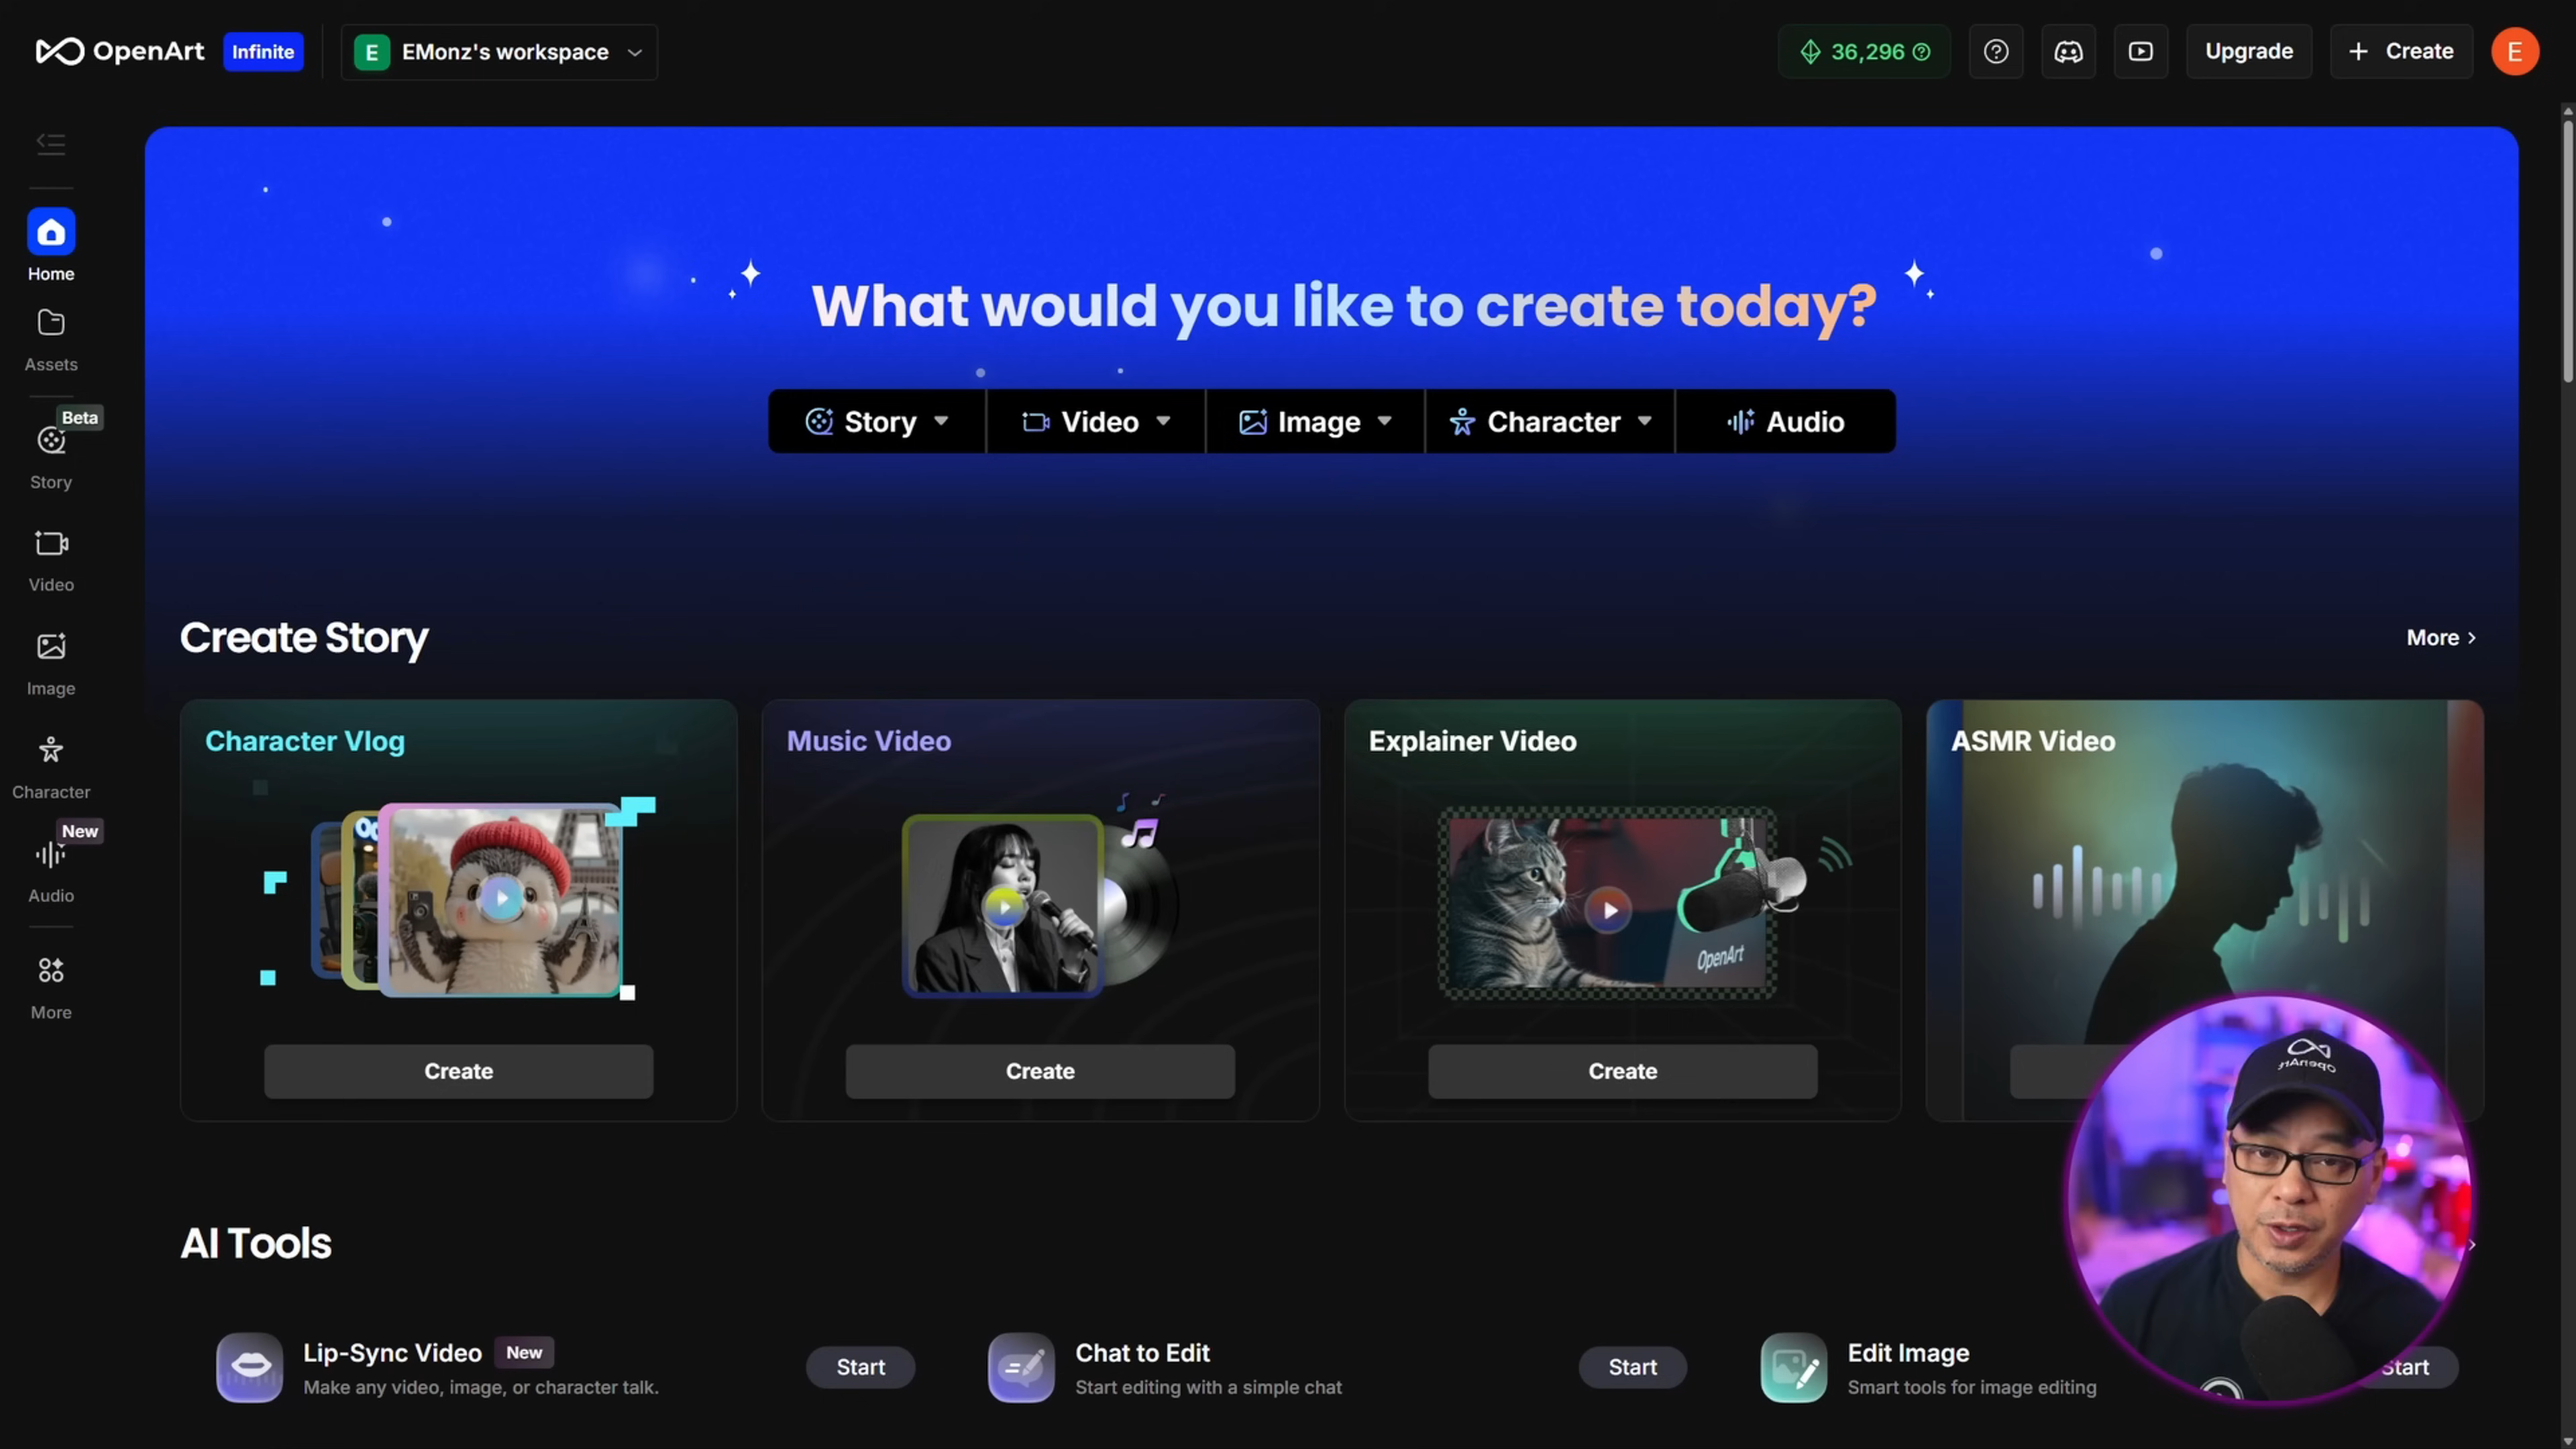 OpenArt
Infinite
E
EMonz's workspace
36,296
Upgrade
+ Create
E
Home
Assets
Beta
Story
Video
Image
Character
New
Audio
More
What would you like to create today?
Story
Video
Image
Character
Audio
Create Story
More
Character Vlog
Create
Music Video
Create
Explainer Video
OpenArt
Create
ASMR Video
OpenArt
AI Tools
Lip-Sync Video
New
Make any video, image, or character talk.
Start
Chat to Edit
Start editing with a simple chat
Start
Edit Image
Smart tools for image editing
Start